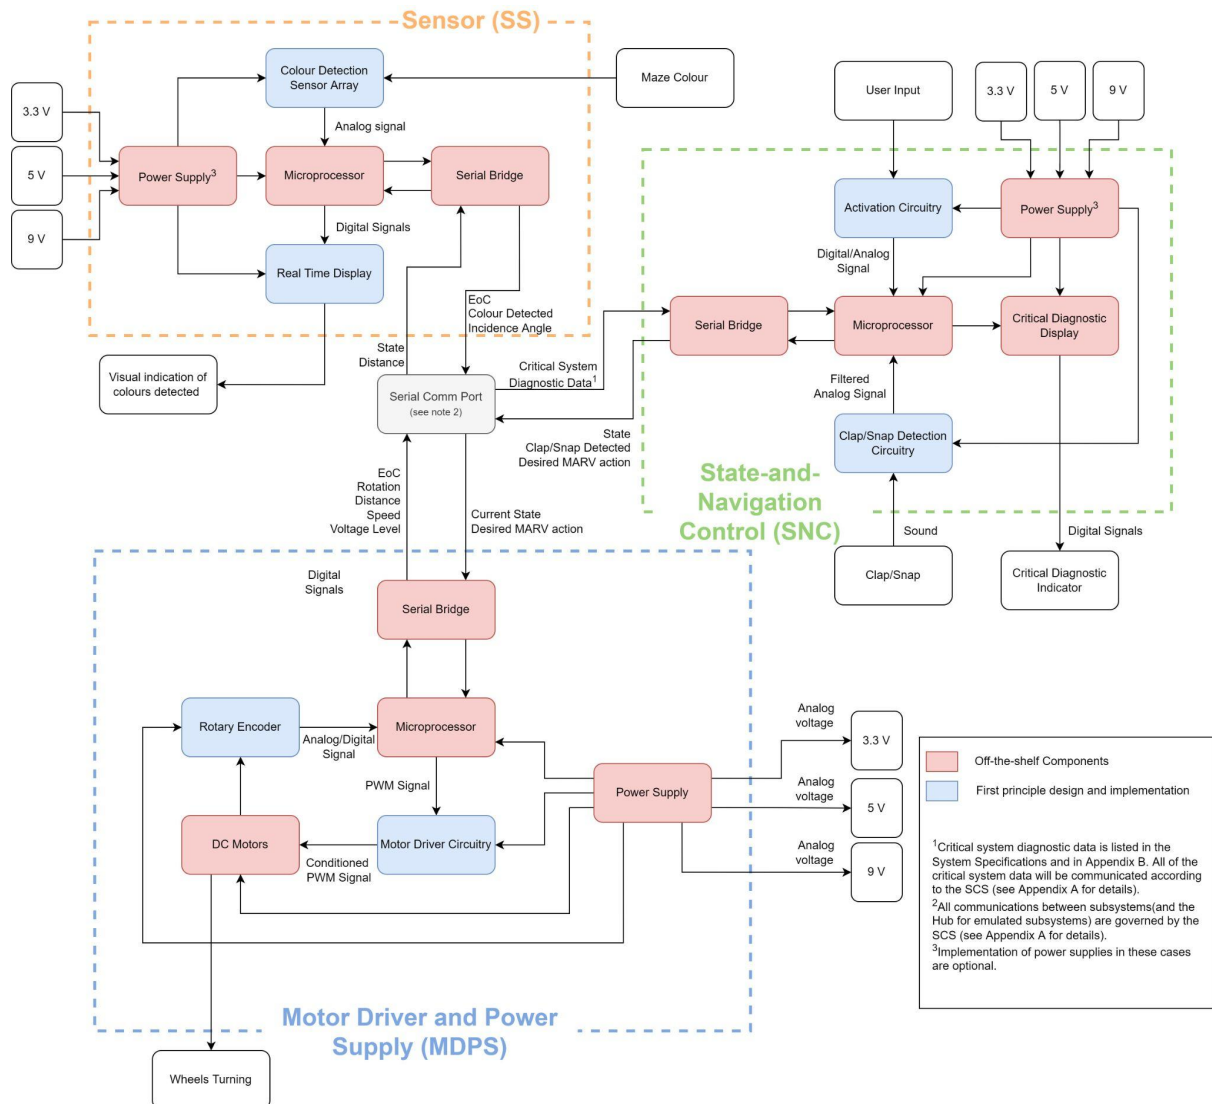 Sensor (SS)
Colour Detection
Sensor Array
Maze Colour
3.3 V
5 V
9 V
Analog signal
Power Supply3
Microprocessor
Serial Bridge
Digital Signals
Real Time Display
EoC
Colour Detected
Incidence Angle
State
Distance
Visual indication of
colours detected
Serial Comm Port
(see note 2)
Critical System
Diagnostic Data1
State
Clap/Snap Detected
Desired MARV action
EoC
Rotation
Distance
Speed
Voltage Level
Current State
Desired MARV action
User Input
3.3 V
5 V
9 V
Activation Circuitry
Power Supply3
Digital/Analog
Signal
Serial Bridge
Microprocessor
Critical Diagnostic
Display
Filtered
Analog Signal
Clap/Snap Detection
Circuitry
State-and-
Navigation
Control (SNC)
Sound
Digital Signals
Clap/Snap
Critical Diagnostic
Indicator
Digital
Signals
Serial Bridge
Rotary Encoder
Analog/Digital
Signal
Microprocessor
PWM Signal
Power Supply
DC Motors
Conditioned
PWM Signal
Motor Driver Circuitry
Analog
voltage
3.3 V
Analog
voltage
5 V
Analog
voltage
9 V
Motor Driver and Power
Supply (MDPS)
Wheels Turning
Off-the-shelf Components
First principle design and implementation
1Critical system diagnostic data is listed in the
System Specifications and in Appendix B. All of the
critical system data will be communicated according
to the SCS (see Appendix A for details).
2All communications between subsystems(and the
Hub for emulated subsystems) are governed by the
SCS (see Appendix A for details).
3Implementation of power supplies in these cases
are optional.